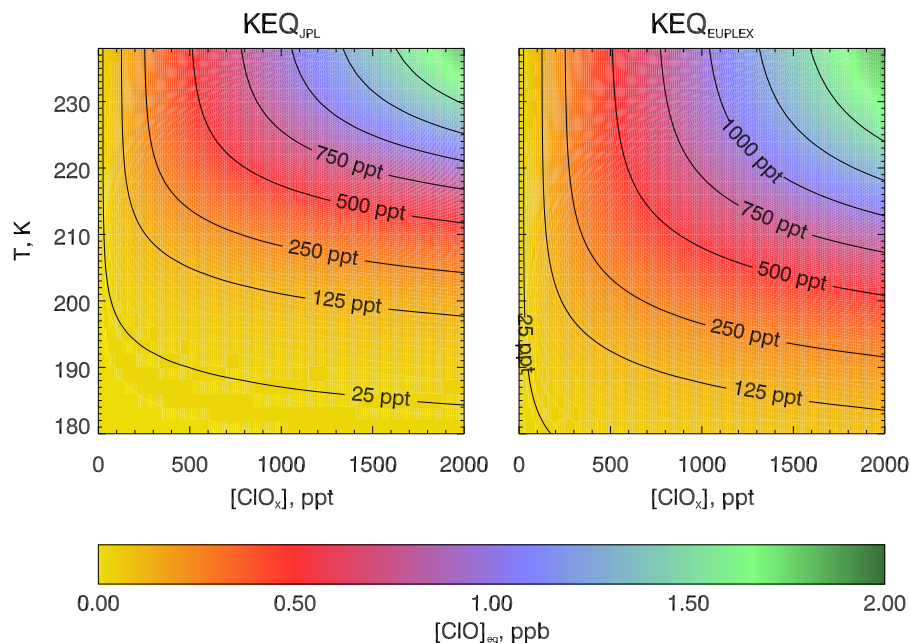 KEQJPL
KEQEUPLEX
T, K
230
220
210
200
190
180
750 ppt
500 ppt
250 ppt
125 ppt
25 ppt
1000 ppt
750 ppt
500 ppt
250 ppt
125 ppt
25 ppt
0 500 1000 1500 2000
0 500 1000 1500 2000
[ClOx], ppt
[ClOx], ppt
0.00 0.50 1.00 1.50 2.00
[ClO]eq, ppb